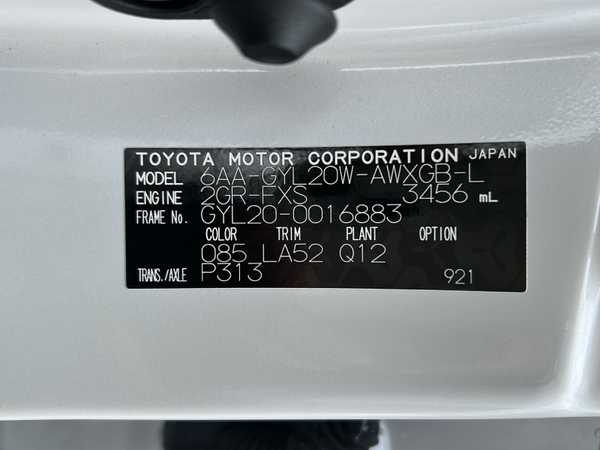 TOYOTA MOTOR CORPORATION JAPAN
MODEL 6AA-GYL20W-AWXGB-L
ENGINE 2GR-FXS 3456 mL
FRAME No. GYL20-0016883
COLOR TRIM PLANT OPTION
085 LA52 Q12
TRANS./AXLE P313 921